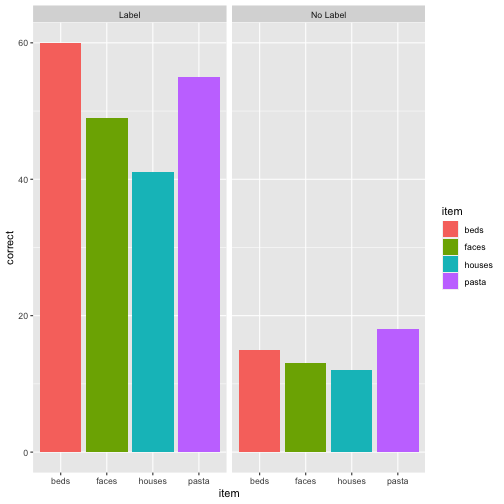 Label
No Label
60
40
20
0
correct
beds faces houses pasta
beds faces houses pasta
item
item
beds
faces
houses
pasta